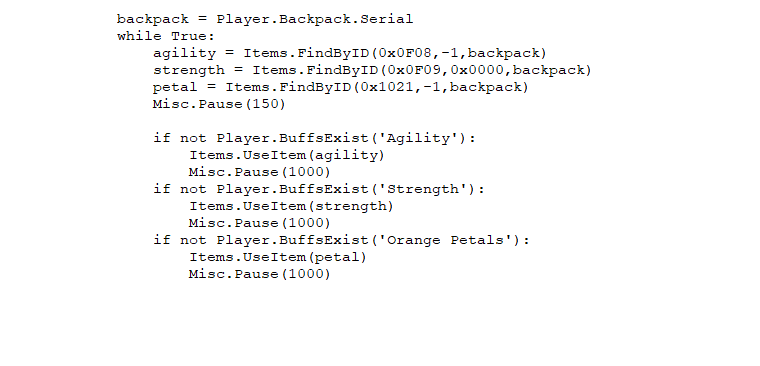 backpack = Player.Backpack.Serial
while True:
    agility = Items.FindByID(0x0F08,-1,backpack)
    strength = Items.FindByID(0x0F09,0x0000,backpack)
    petal = Items.FindByID(0x1021,-1,backpack)
    Misc.Pause(150)

    if not Player.BuffsExist('Agility'):
        Items.UseItem(agility)
        Misc.Pause(1000)
    if not Player.BuffsExist('Strength'):
        Items.UseItem(strength)
        Misc.Pause(1000)
    if not Player.BuffsExist('Orange Petals'):
        Items.UseItem(petal)
        Misc.Pause(1000)